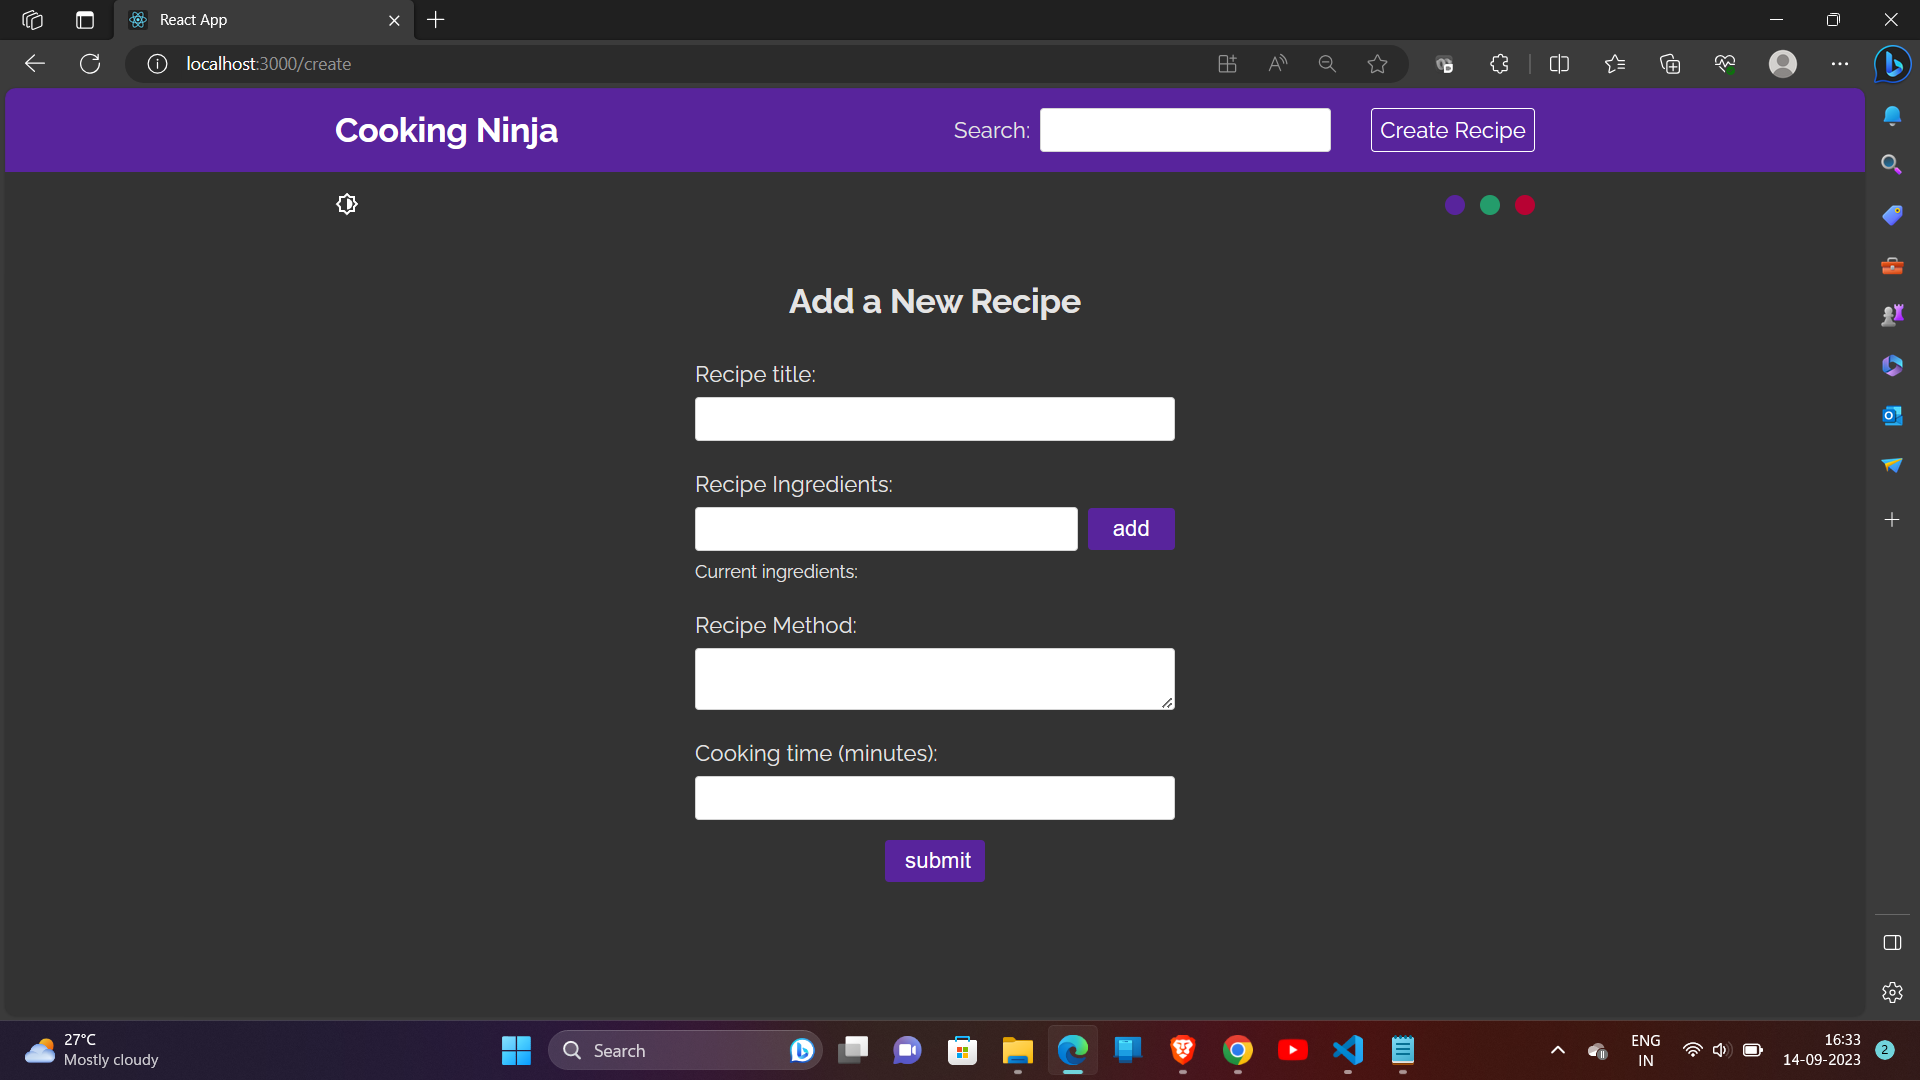 React App
localhost:3000/create
Cooking Ninja
Search:
Create Recipe
Add a New Recipe
Recipe title:
Recipe Ingredients:
add
Current ingredients:
Recipe Method:
Cooking time (minutes):
submit
27°C
Mostly cloudy
Search
ENG
IN
16:33
14-09-2023
2